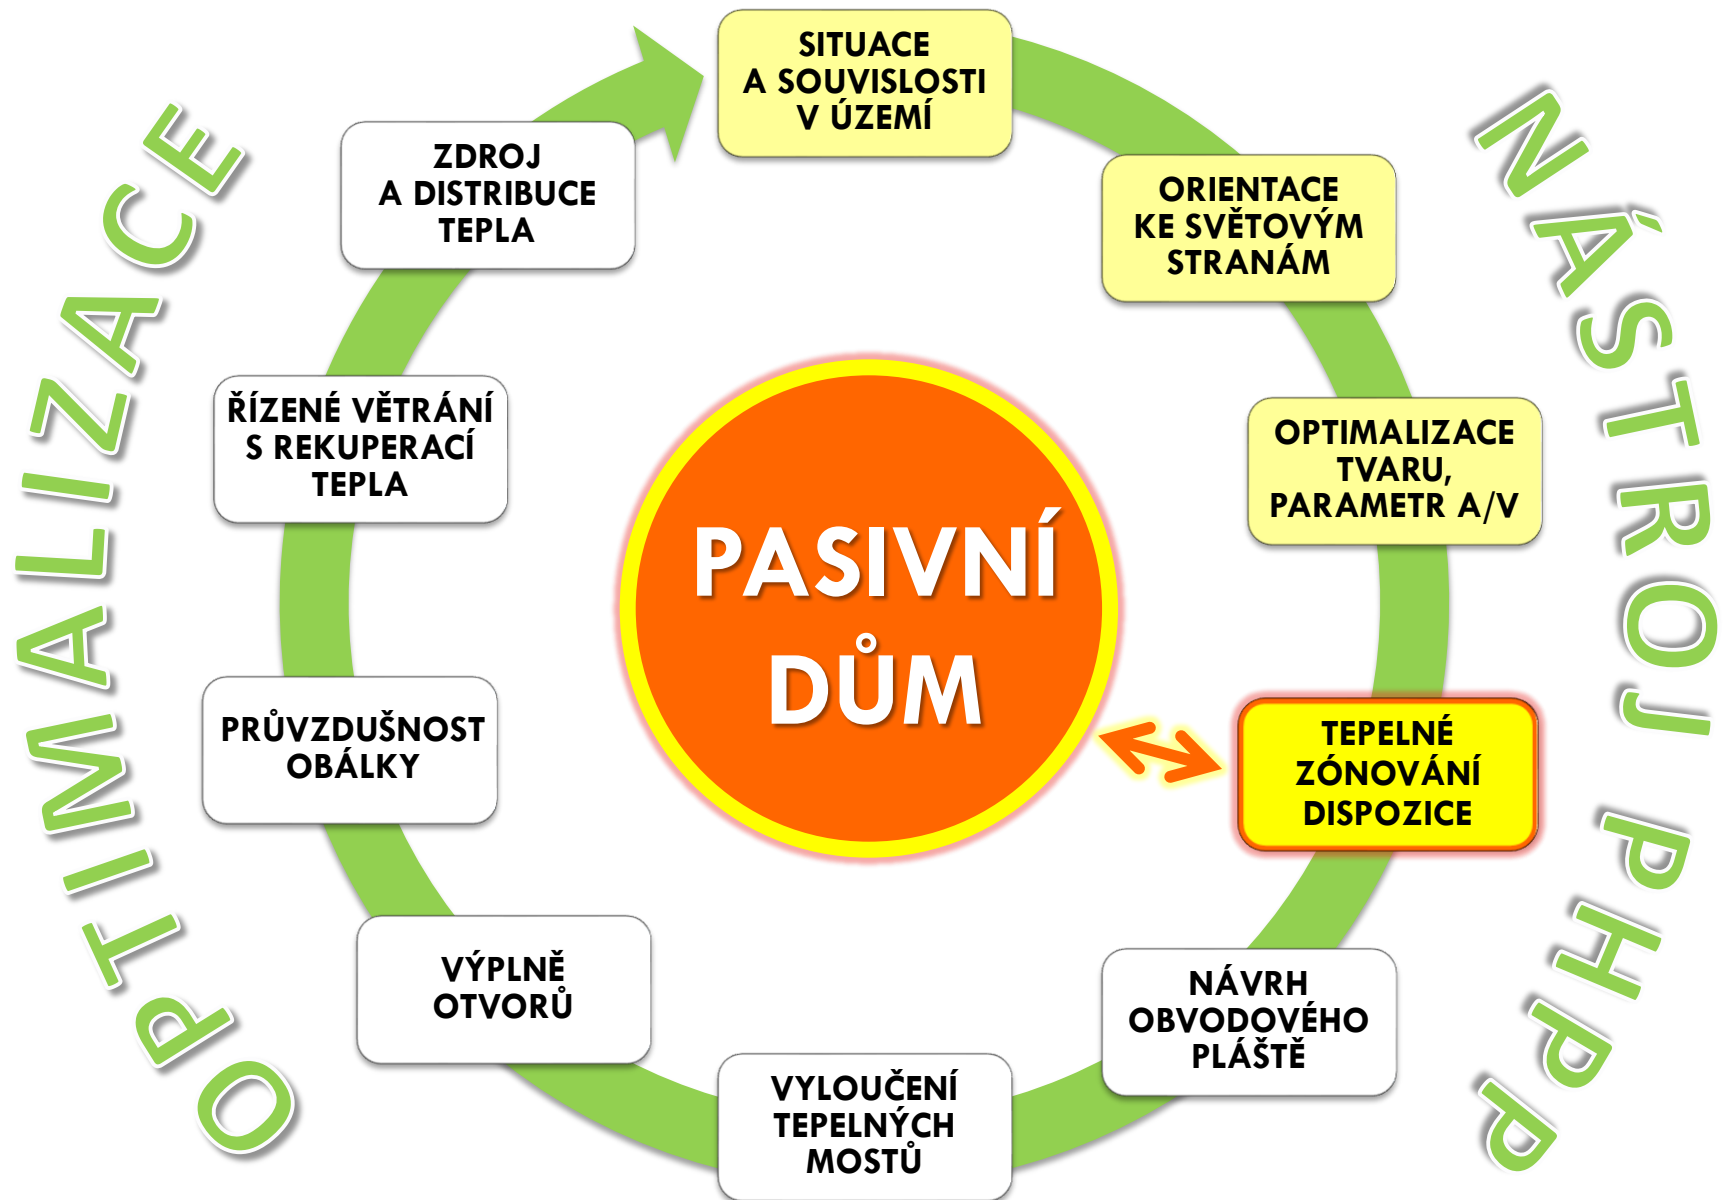 SITUACE
A SOUVISLOSTI
V ÚZEMÍ
ORIENTACE
KE SVĚTOVÝM
STRANÁM
OPTIMALIZACE
TVARU,
PARAMETR A/V
TEPELNÉ
ZÓNOVÁNÍ
DISPOZICE
NÁVRH
OBVODOVÉHO
PLÁŠTĚ
VYLOUČENÍ
TEPELNÝCH
MOSTŮ
VÝPLNĚ
OTVORŮ
PRŮVZDUŠNOST
OBÁLKY
ŘÍZENÉ VĚTRÁNÍ
S REKUPERACÍ
TEPLA
ZDROJ
A DISTRIBUCE
TEPLA
PASIVNÍ
DŮM
OPTIMALIZACE
NÁSTROJ PHPP